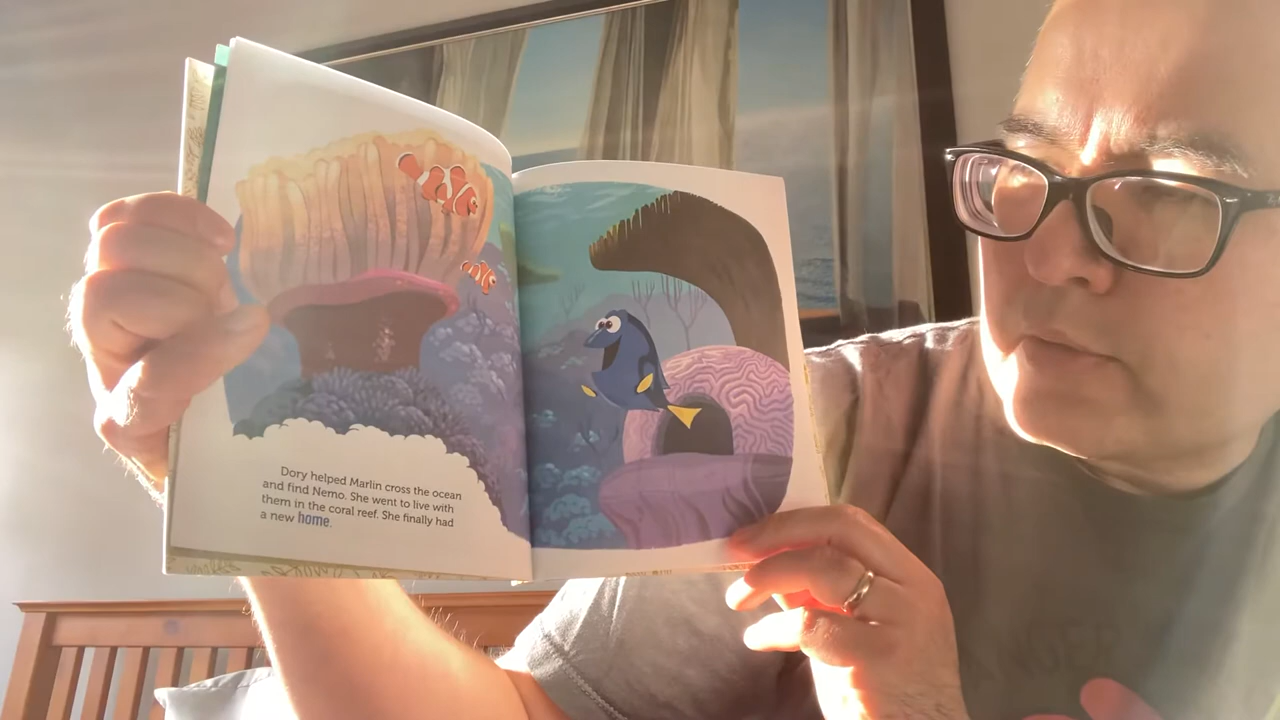 Dory helped Marlin cross the ocean
and find Nemo. She went to live with
them in the coral reef. She finally had
a new home.